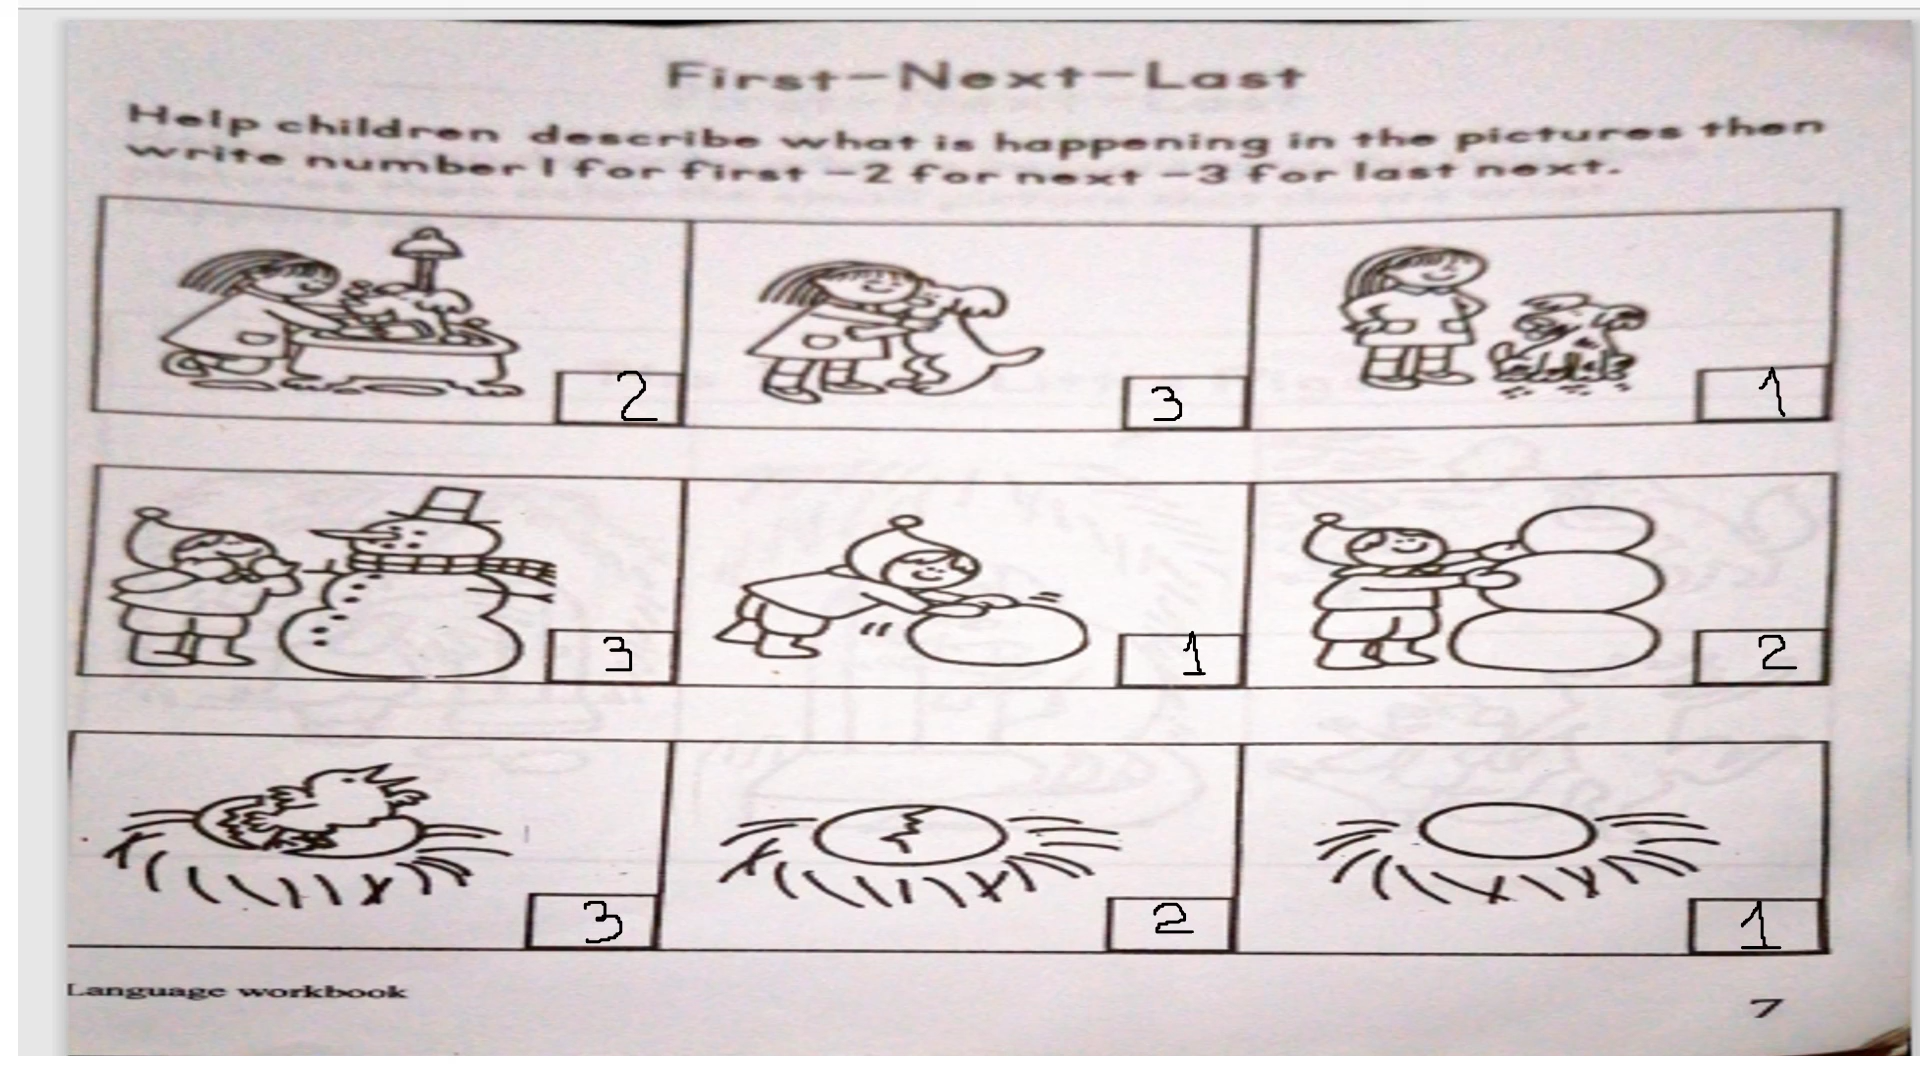 First-Next-Last
Help children describe what is happening in the pictures then
write number 1 for first -2 for next -3 for last next.
2
3
1
3
1
2
3
2
1
Language workbook
7